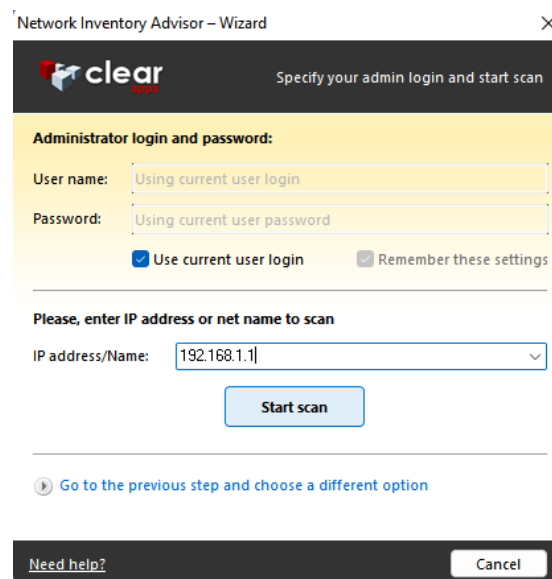 Network Inventory Advisor – Wizard
clear
apps
Specify your admin login and start scan
Administrator login and password:
User name: Using current user login
Password: Using current user password
Use current user login Remember these settings
Please, enter IP address or net name to scan
IP address/Name: 192.168.1.1
Start scan
Go to the previous step and choose a different option
Need help? Cancel